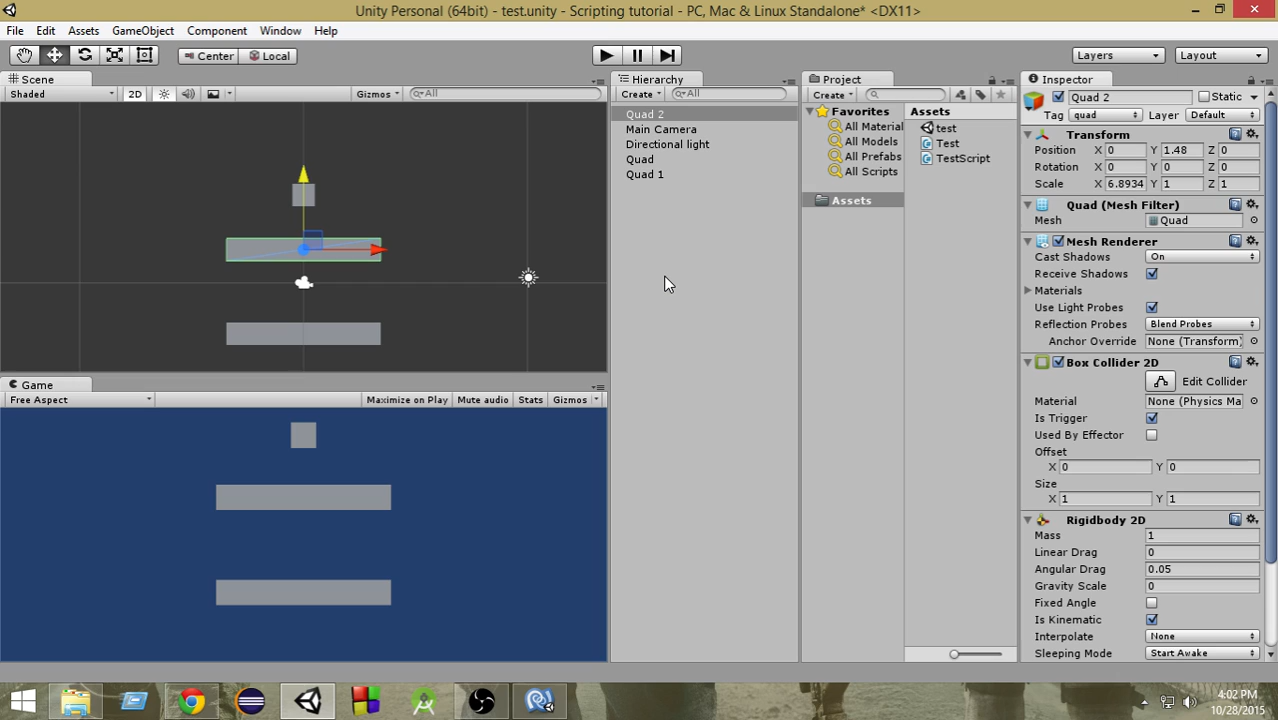 Unity Personal (64bit) - test.unity - Scripting tutorial - PC, Mac & Linux Standalone* <DX11>
File Edit Assets GameObject Component Window Help
Center Local Layers Layout
Scene
Shaded 2D Gizmos All
Game
Free Aspect Maximize on Play Mute audio Stats Gizmos
Hierarchy
Create All
Quad 2
Main Camera
Directional light
Quad
Quad 1
Project
Create
Favorites
All Material
All Models
All Prefabs
All Scripts
Assets
Assets
test
Test
TestScript
Inspector
Quad 2 Static
Tag quad Layer Default
Transform
Position X 0 Y 1.48 Z 0
Rotation X 0 Y 0 Z 0
Scale X 6.8934 Y 1 Z 1
Quad (Mesh Filter)
Mesh Quad
Mesh Renderer
Cast Shadows On
Receive Shadows
Materials
Use Light Probes
Reflection Probes Blend Probes
Anchor Override None (Transform)
Box Collider 2D
Edit Collider
Material None (Physics Ma
Is Trigger
Used By Effector
Offset
X 0 Y 0
Size
X 1 Y 1
Rigidbody 2D
Mass 1
Linear Drag 0
Angular Drag 0.05
Gravity Scale 0
Fixed Angle
Is Kinematic
Interpolate None
Sleeping Mode Start Awake
4:02 PM
10/28/2015